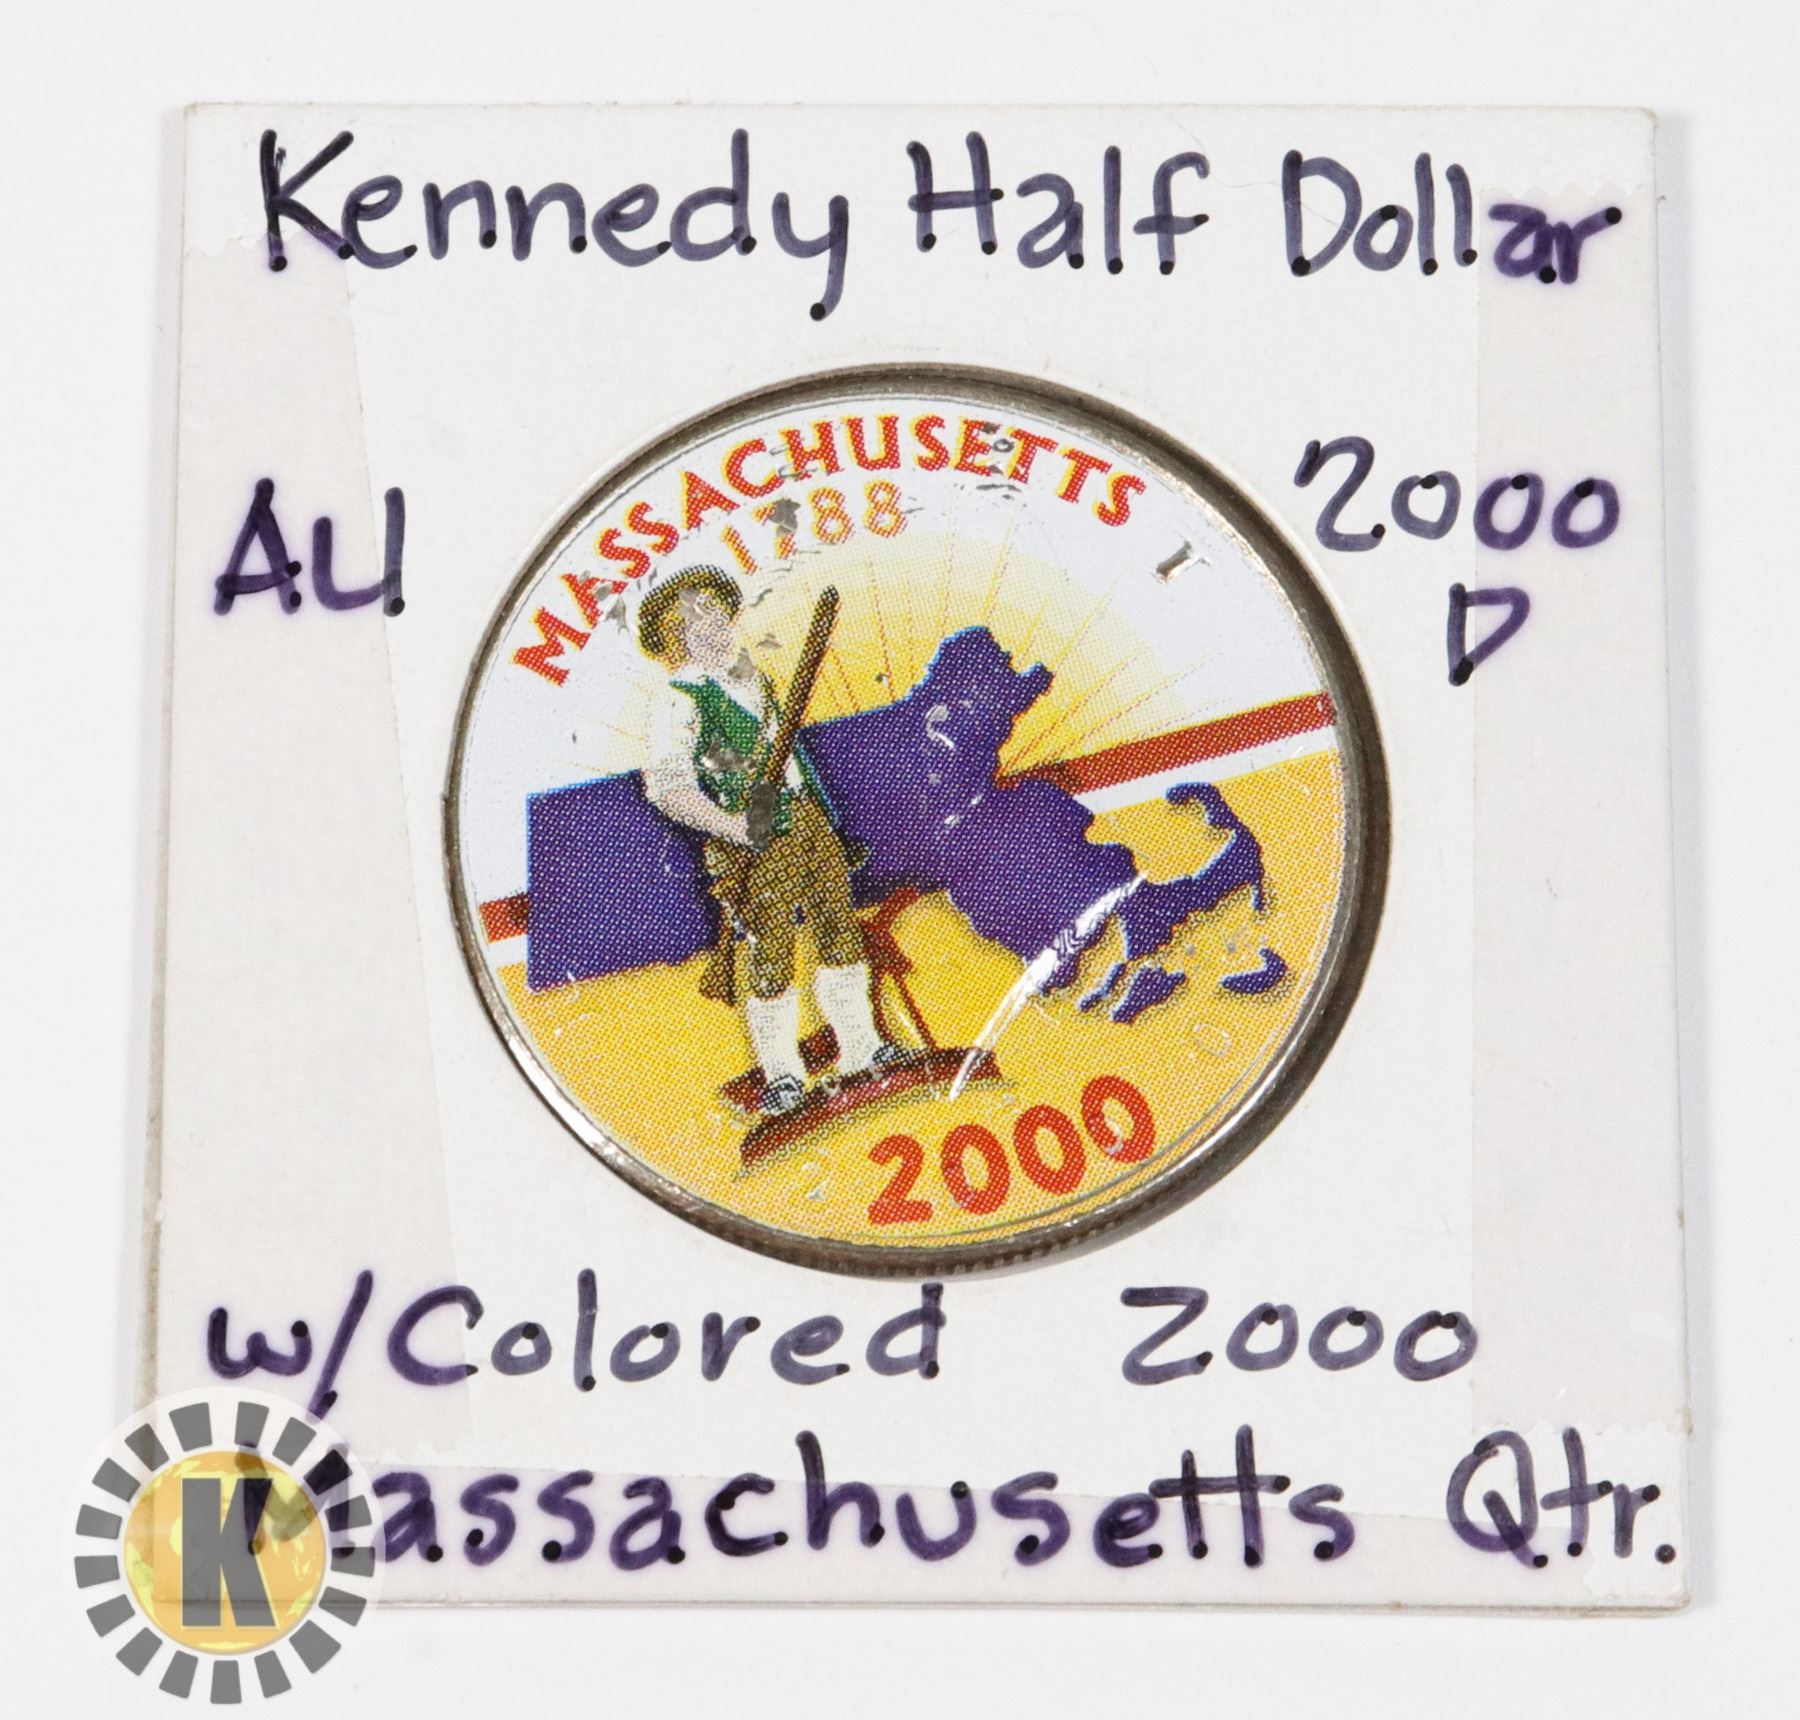 Kennedy Half Dollar
AU
2000
D
MASSACHUSETTS
1788
2000
w/Colored 2000
Massachusetts Qtr.
K